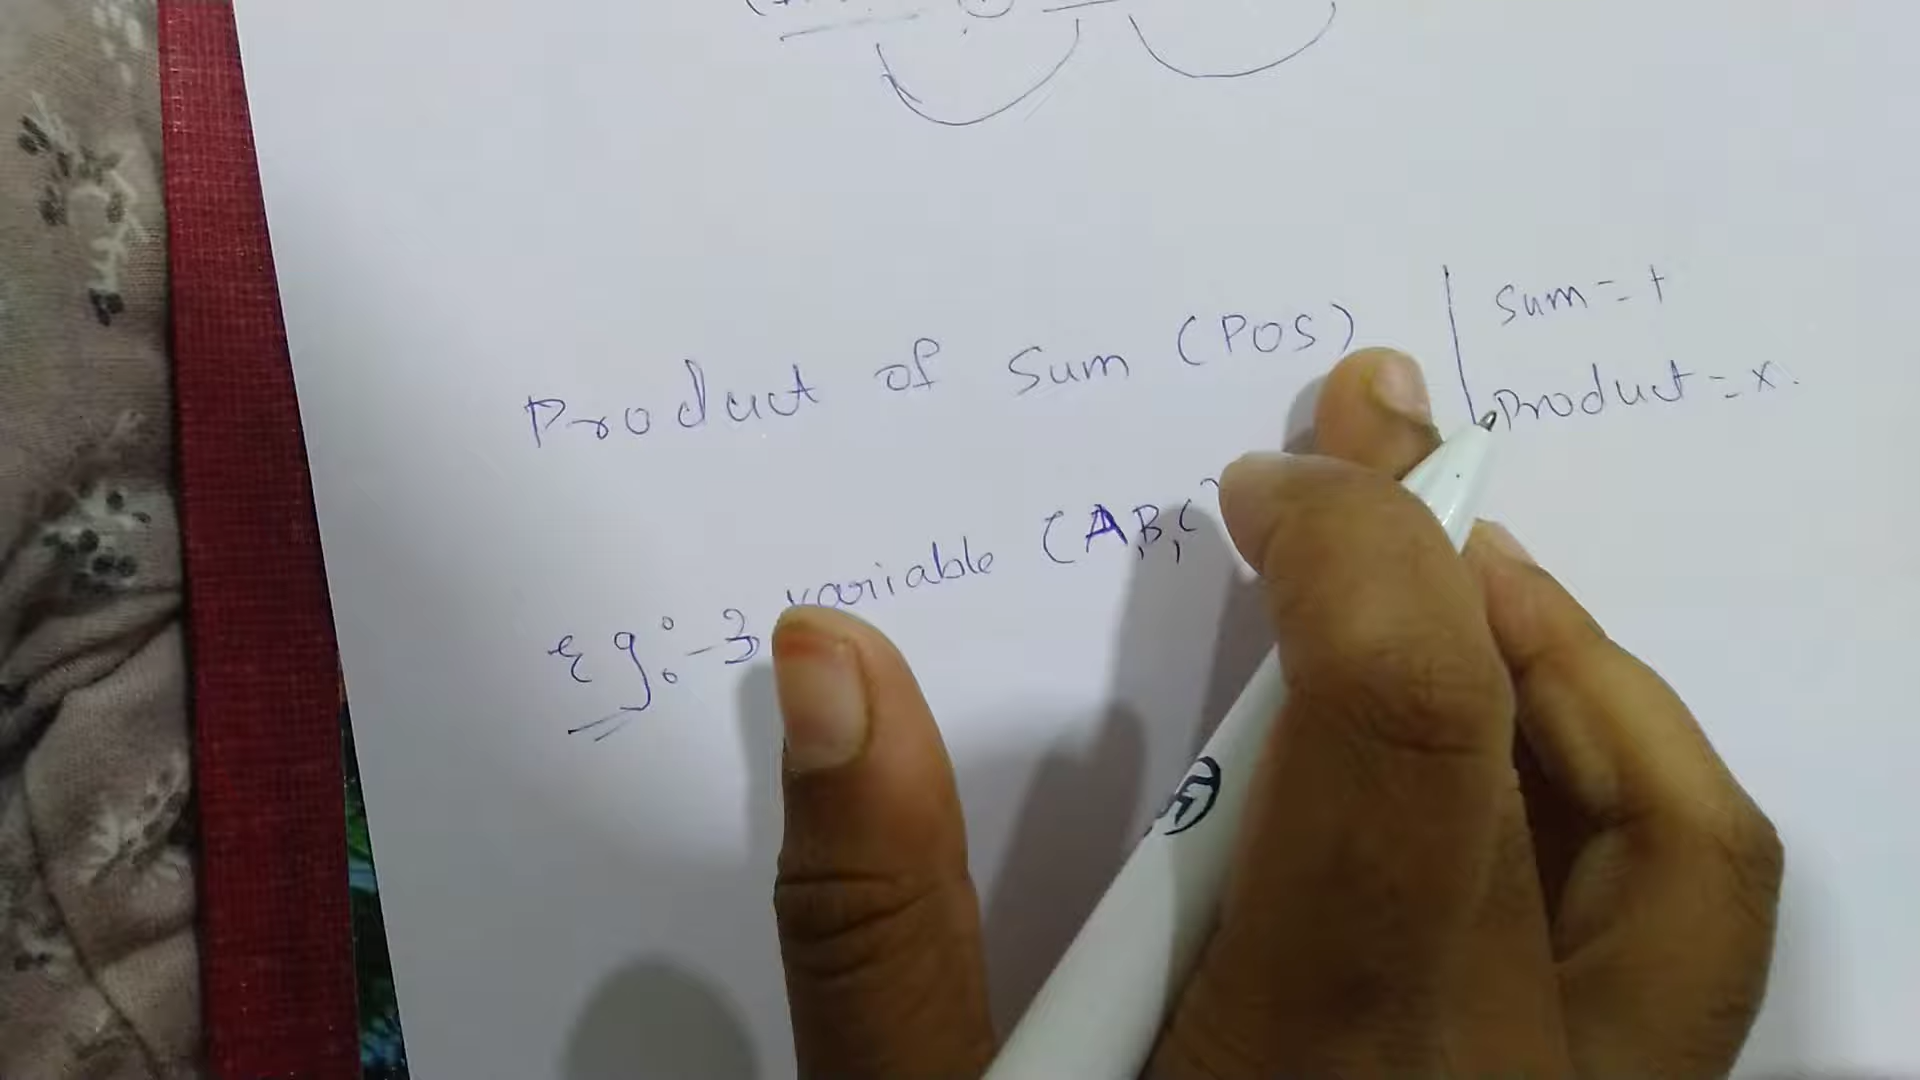 Product of Sum (POS)
Sum = +
Product = x.
Eg:- 3 variable (A,B,C)